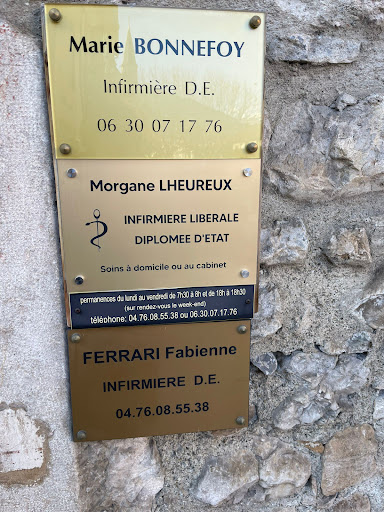 Marie BONNEFOY
Infirmière D.E.
06 30 07 17 76
Morgane LHEUREUX
INFIRMIERE LIBERALE
DIPLOMEE D'ETAT
Soins à domicile ou au cabinet
permanences du lundi au vendredi de 7h30 à 8h et de 18h à 18h30
(sur rendez-vous le week-end)
téléphone: 04.76.08.55.38 ou 06.30.07.17.76
FERRARI Fabienne
INFIRMIERE D.E.
04.76.08.55.38